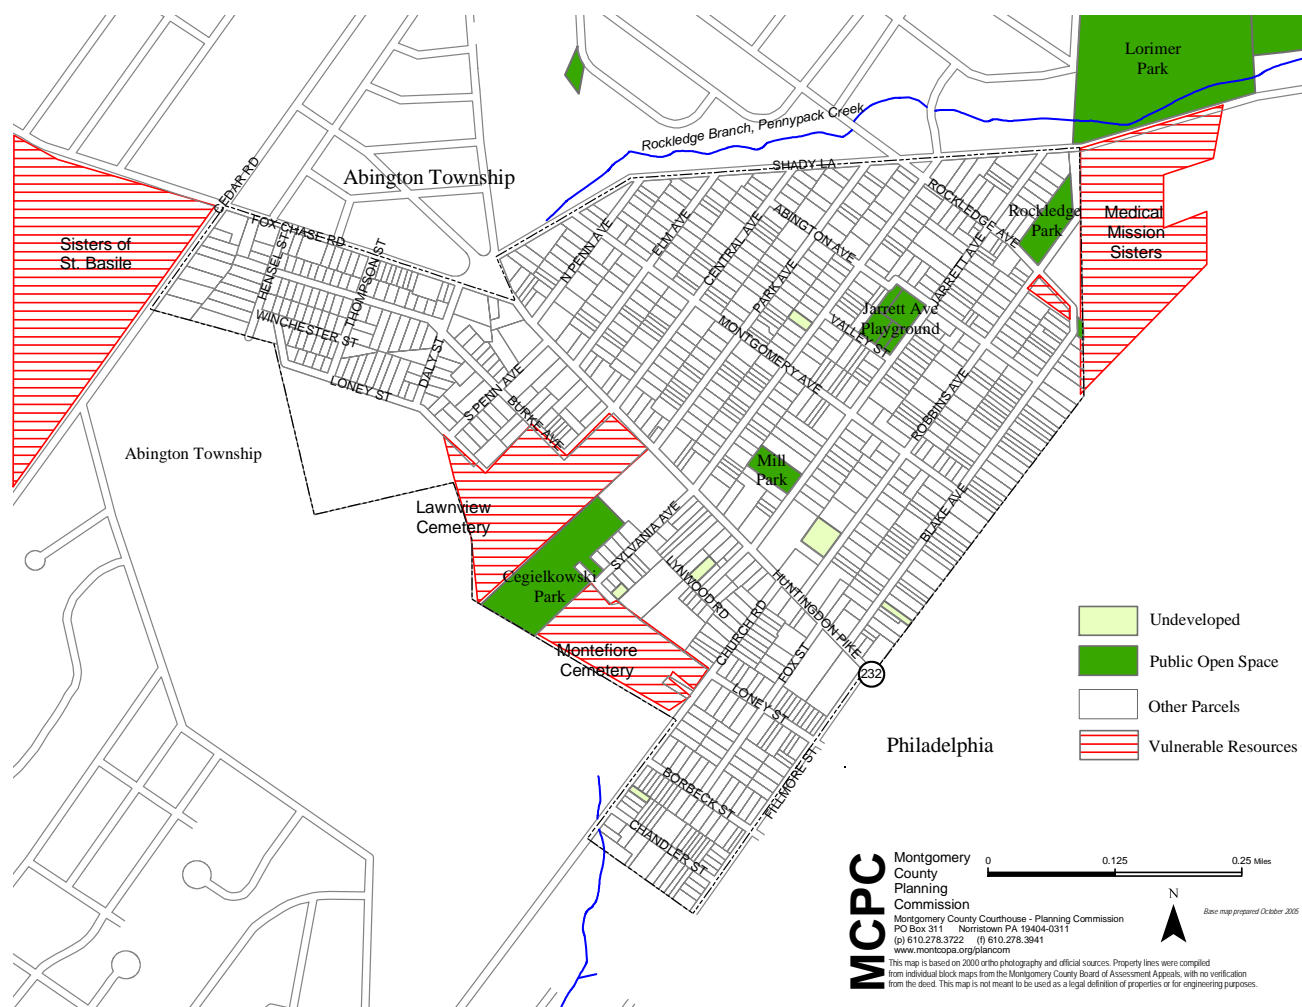 Lorimer
Park
Rockledge Branch, Pennypack Creek
SHADY LA
Abington Township
CEDAR RD
FOX CHASE RD
HENSEL ST
THOMPSON ST
WINCHESTER ST
LONEY ST
DALY ST
S PENN AVE
BURKE AVE
N PENN AVE
ELM AVE
CENTRAL AVE
PARK AVE
ABINGTON AVE
ROCKLEDGE AVE
JARRETT AVE
MONTGOMERY AVE
VALLEY ST
ROBBINS AVE
BLAKE AVE
Rockledge
Park
Medical
Mission
Sisters
Sisters of
St. Basile
Jarrett Ave
Playground
Abington Township
Mill
Park
Lawnview
Cemetery
Cegielkowski
Park
SYLVANIA AVE
LYNWOOD RD
CHURCH RD
HUNTINGDON PIKE
FOX ST
Montefiore
Cemetery
232
LONEY ST
BORBECK ST
CHANDLER ST
FILLMORE ST
Philadelphia
Undeveloped
Public Open Space
Other Parcels
Vulnerable Resources
MCPC
Montgomery
County
Planning
Commission
0 0.125 0.25 Miles
N
Base map prepared October 2005
Montgomery County Courthouse - Planning Commission
PO Box 311 Norristown PA 19404-0311
(p) 610.278.3722 (f) 610.278.3941
www.montcopa.org/plancom
This map is based on 2000 ortho photography and official sources. Property lines were compiled
from individual block maps from the Montgomery County Board of Assessment Appeals, with no verification
from the deed. This map is not meant to be used as a legal definition of properties or for engineering purposes.